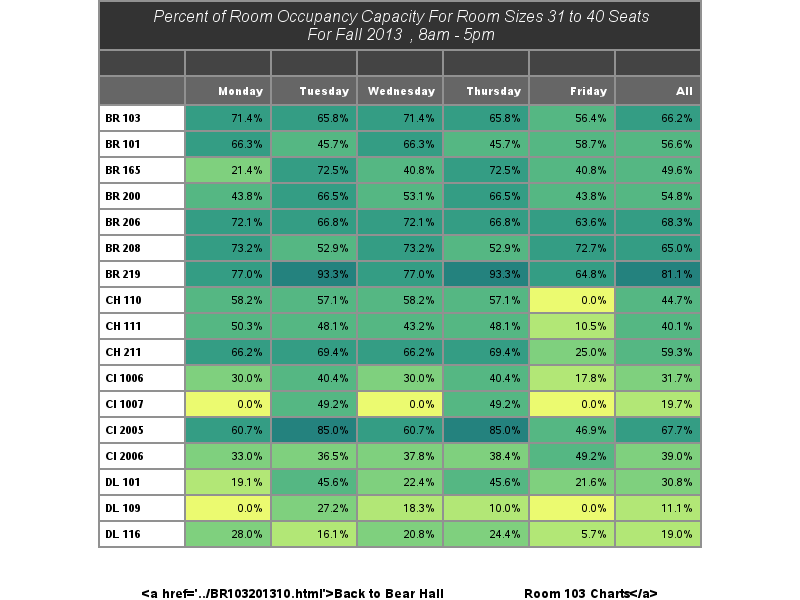 Percent of Room Occupancy Capacity For Room Sizes 31 to 40 Seats
For Fall 2013 , 8am - 5pm
Monday Tuesday Wednesday Thursday Friday All
BR 103 71.4% 65.8% 71.4% 65.8% 56.4% 66.2%
BR 101 66.3% 45.7% 66.3% 45.7% 58.7% 56.6%
BR 165 21.4% 72.5% 40.8% 72.5% 40.8% 49.6%
BR 200 43.8% 66.5% 53.1% 66.5% 43.8% 54.8%
BR 206 72.1% 66.8% 72.1% 66.8% 63.6% 68.3%
BR 208 73.2% 52.9% 73.2% 52.9% 72.7% 65.0%
BR 219 77.0% 93.3% 77.0% 93.3% 64.8% 81.1%
CH 110 58.2% 57.1% 58.2% 57.1% 0.0% 44.7%
CH 111 50.3% 48.1% 43.2% 48.1% 10.5% 40.1%
CH 211 66.2% 69.4% 66.2% 69.4% 25.0% 59.3%
CI 1006 30.0% 40.4% 30.0% 40.4% 17.8% 31.7%
CI 1007 0.0% 49.2% 0.0% 49.2% 0.0% 19.7%
CI 2005 60.7% 85.0% 60.7% 85.0% 46.9% 67.7%
CI 2006 33.0% 36.5% 37.8% 38.4% 49.2% 39.0%
DL 101 19.1% 45.6% 22.4% 45.6% 21.6% 30.8%
DL 109 0.0% 27.2% 18.3% 10.0% 0.0% 11.1%
DL 116 28.0% 16.1% 20.8% 24.4% 5.7% 19.0%
<a href='../BR103201310.html'>Back to Bear Hall Room 103 Charts</a>